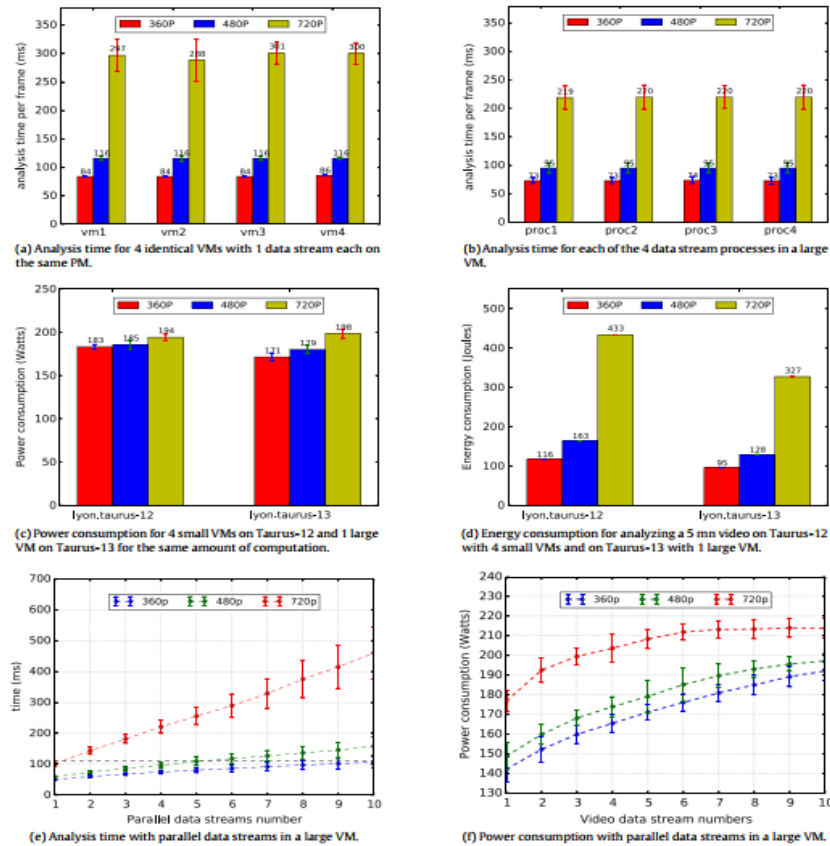 360P 480P 720P
analysis time per frame (ms)
350
300
250
200
150
100
50
0
84 116 297
84 116 288
84 116 301
86 116 300
vm1 vm2 vm3 vm4
(a) Analysis time for 4 identical VMs with 1 data stream each on
the same PM.
360P 480P 720P
analysis time per frame (ms)
350
300
250
200
150
100
50
0
73 95 219
73 95 220
74 95 220
73 95 220
proc1 proc2 proc3 proc4
(b) Analysis time for each of the 4 data stream processes in a large
VM.
360P 480P 720P
Power consumption (Watts)
250
200
150
100
50
0
183 185 194
171 179 198
lyon.taurus-12 lyon.taurus-13
(c) Power consumption for 4 small VMs on Taurus-12 and 1 large
VM on Taurus-13 for the same amount of computation.
360P 480P 720P
Energy consumption (Joules)
500
400
300
200
100
0
116 163 433
95 128 327
lyon.taurus-12 lyon.taurus-13
(d) Energy consumption for analyzing a 5 mn video on Taurus-12
with 4 small VMs and on Taurus-13 with 1 large VM.
360p 480p 720p
time (ms)
700
600
500
400
300
200
100
0
1 2 3 4 5 6 7 8 9 10
Parallel data streams number
(e) Analysis time with parallel data streams in a large VM.
360p 480p 720p
Power consumption (Watts)
240
230
220
210
200
190
180
170
160
150
140
130
1 2 3 4 5 6 7 8 9 10
Video data stream numbers
(f) Power consumption with parallel data streams in a large VM.